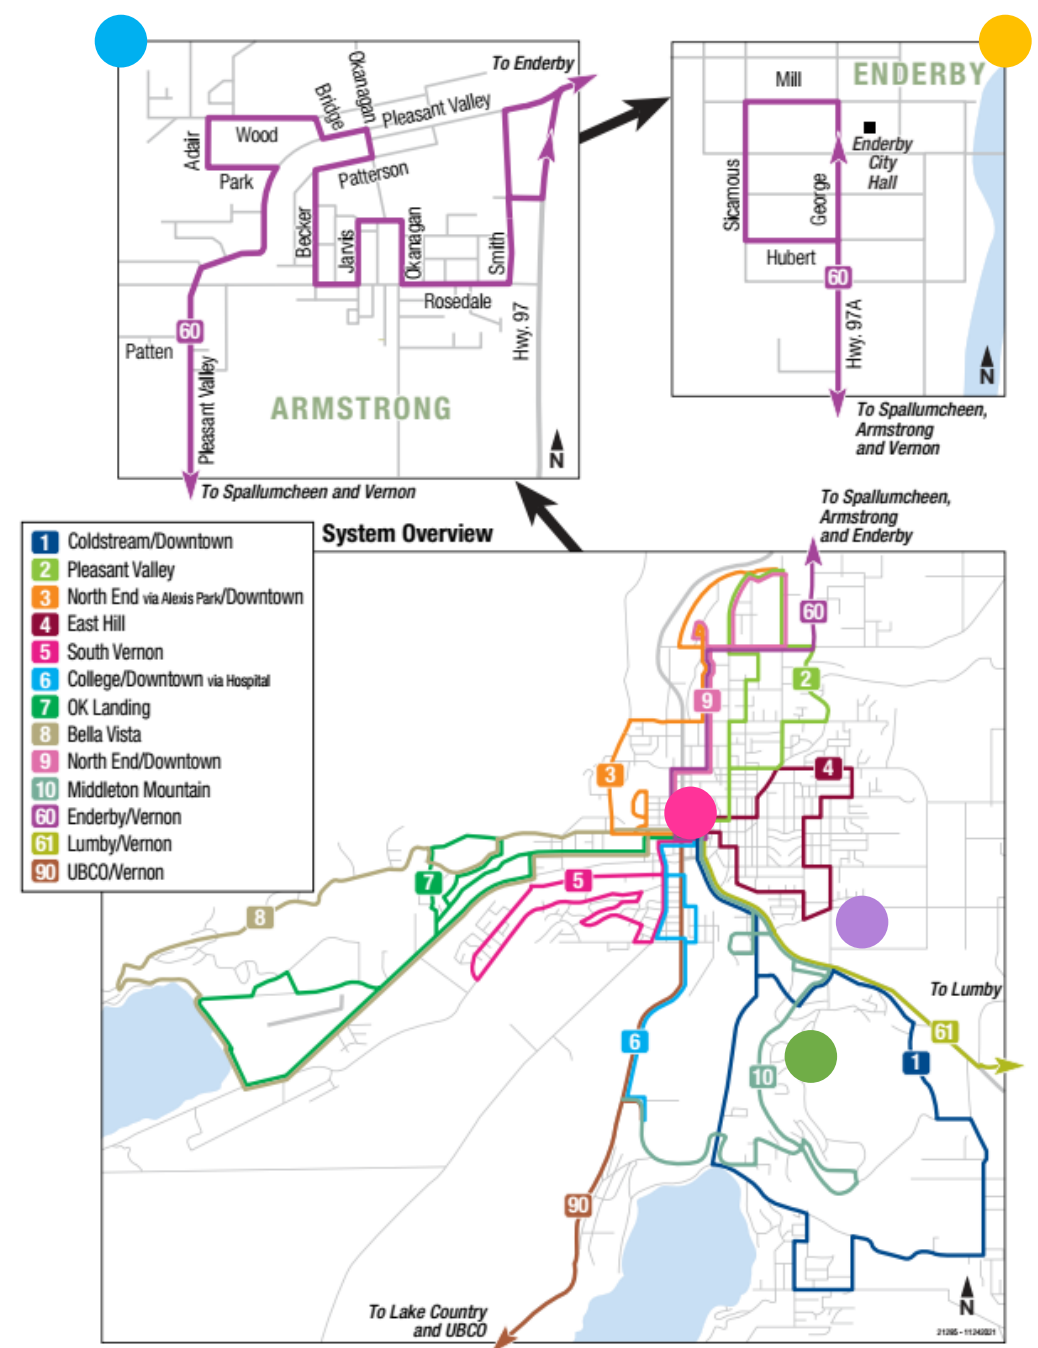 To Enderby
Okanagan
Bridge
Pleasant Valley
Adair
Wood
Park
Patterson
Becker
Jarvis
Okanagan
Smith
Rosedale
Hwy. 97
60
Patten
Pleasant Valley
ARMSTRONG
N
To Spallumcheen and Vernon
ENDERBY
Mill
Enderby
City
Hall
Sicamous
George
Hubert
60
Hwy. 97A
N
To Spallumcheen,
Armstrong
and Vernon
System Overview
To Spallumcheen,
Armstrong
and Enderby
1 Coldstream/Downtown
2 Pleasant Valley
3 North End via Alexis Park/Downtown
4 East Hill
5 South Vernon
6 College/Downtown via Hospital
7 OK Landing
8 Bella Vista
9 North End/Downtown
10 Middleton Mountain
60 Enderby/Vernon
61 Lumby/Vernon
90 UBCO/Vernon
60
2
9
3
4
7
5
8
To Lumby
61
6
1
10
90
To Lake Country
and UBCO
N
21295 - 11242021